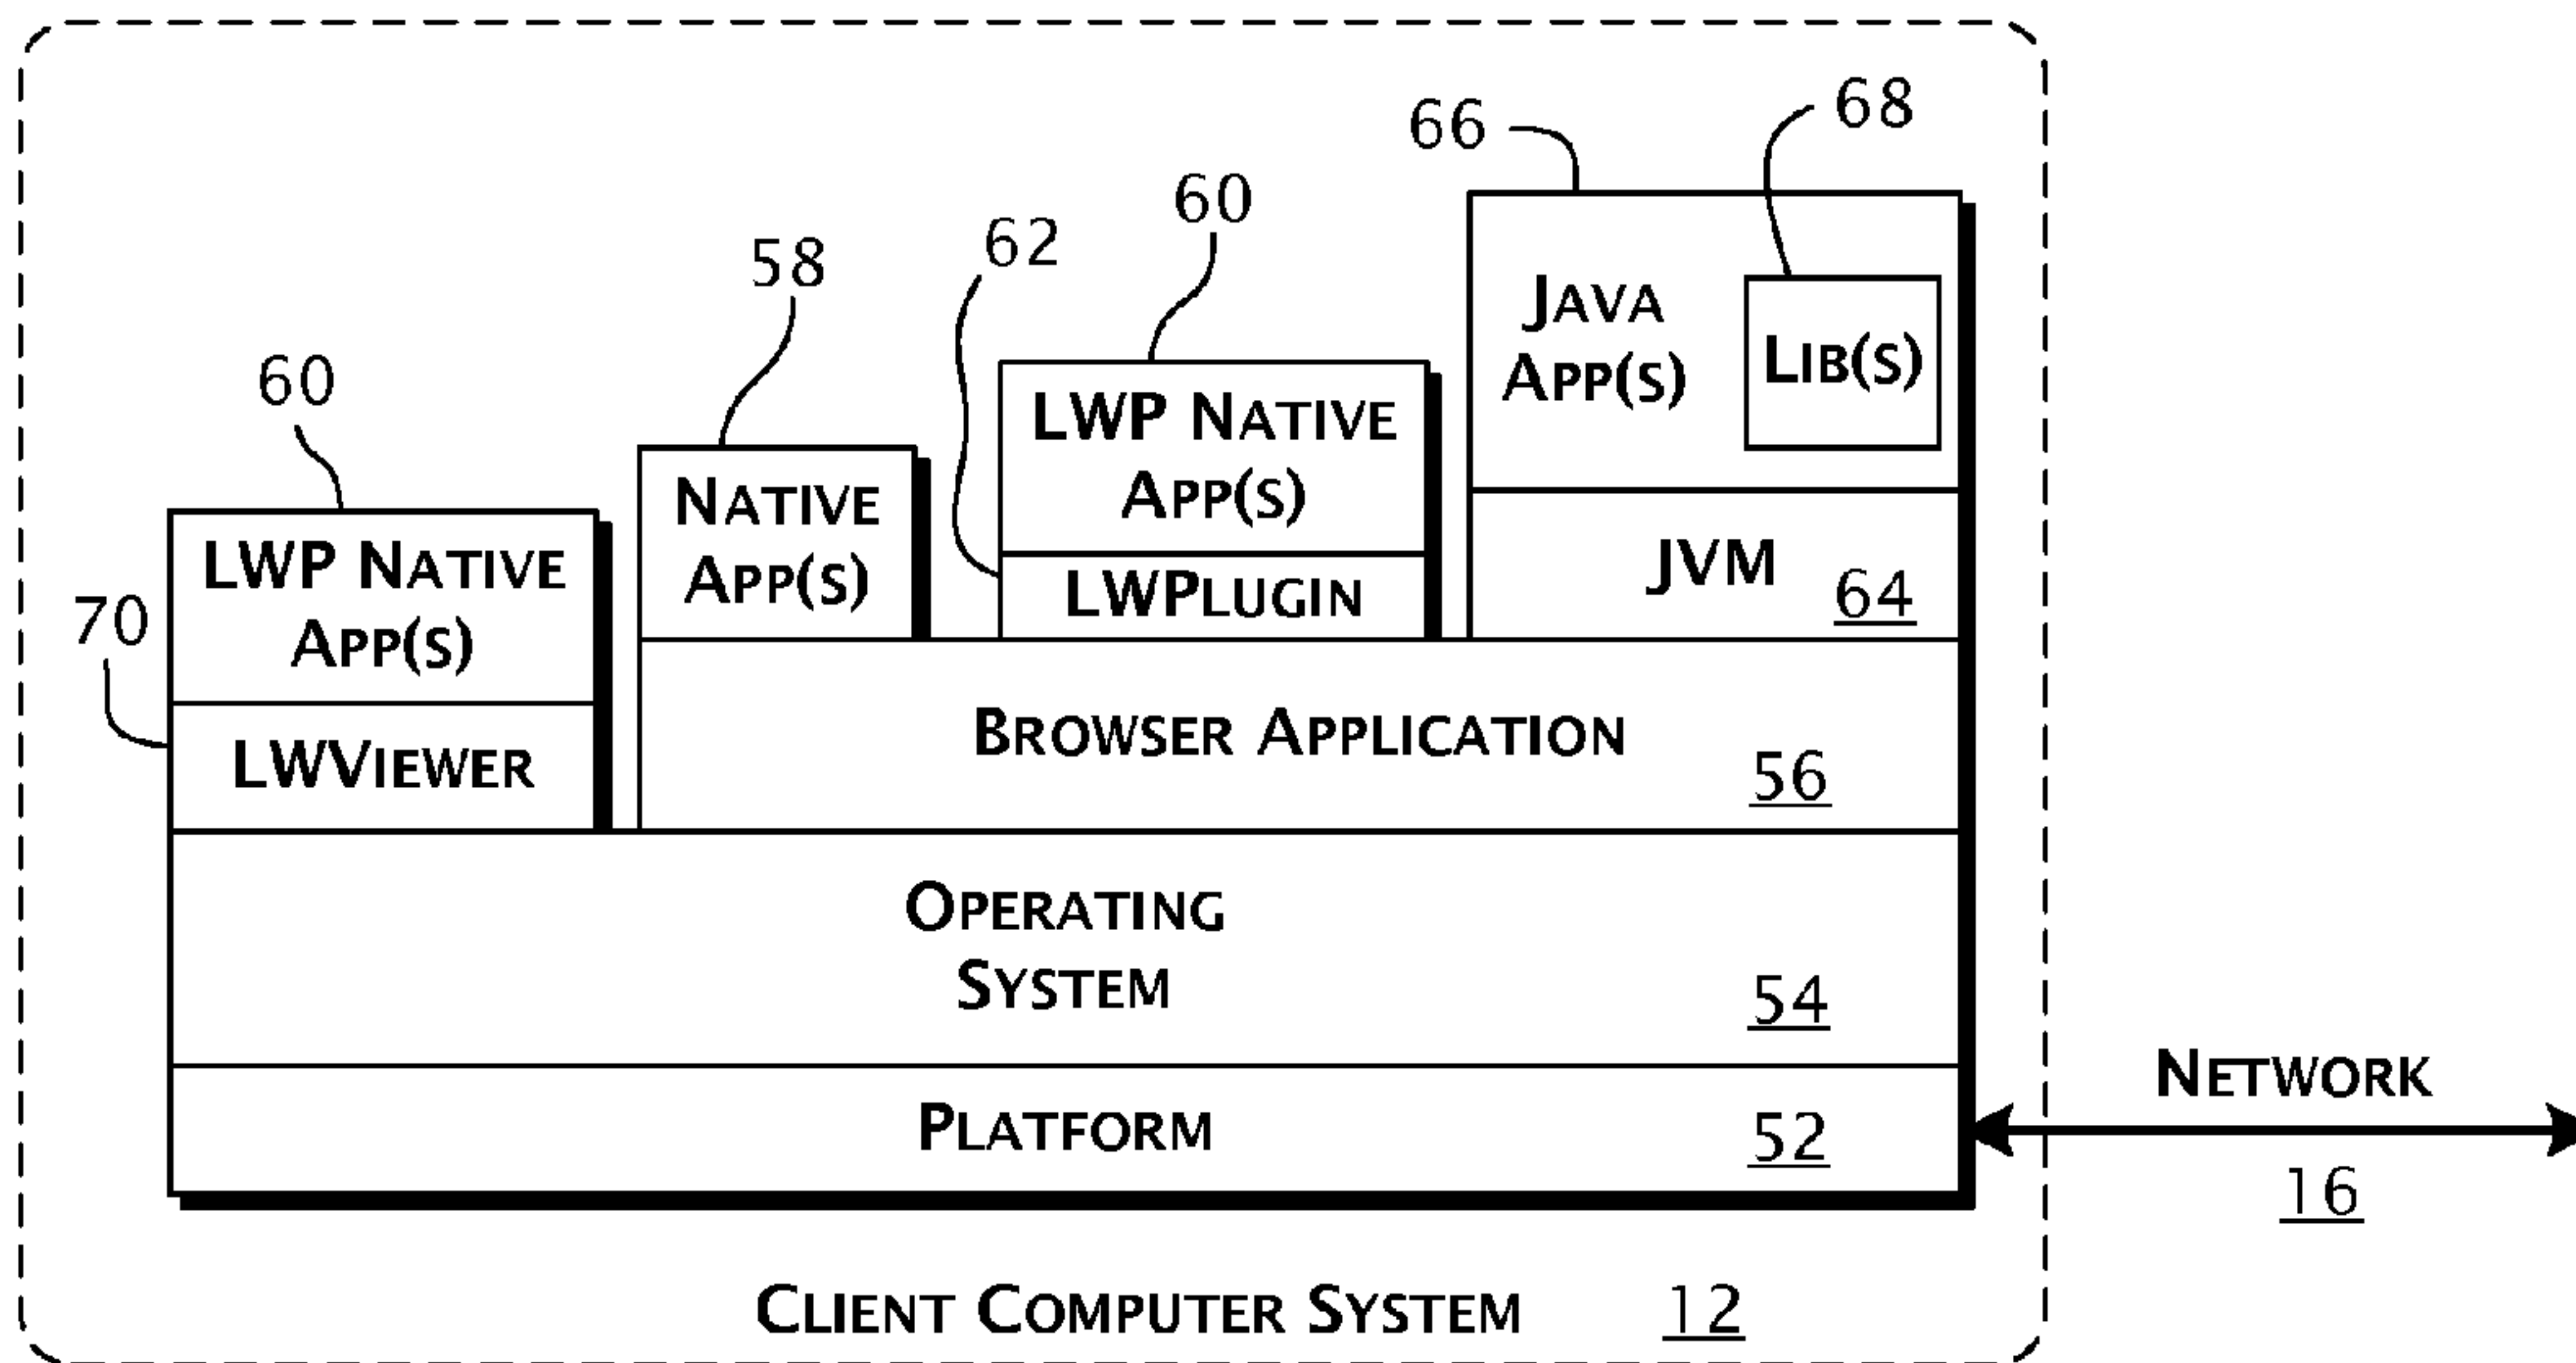 68
66
60
62
58
60
70
JAVA
APP(S)
LIB(S)
LWP NATIVE
APP(S)
NATIVE
APP(S)
LWP NATIVE
APP(S)
JVM
64
LWPLUGIN
LWVIEWER
BROWSER APPLICATION
56
OPERATING
SYSTEM
54
PLATFORM
52
NETWORK
16
CLIENT COMPUTER SYSTEM 12